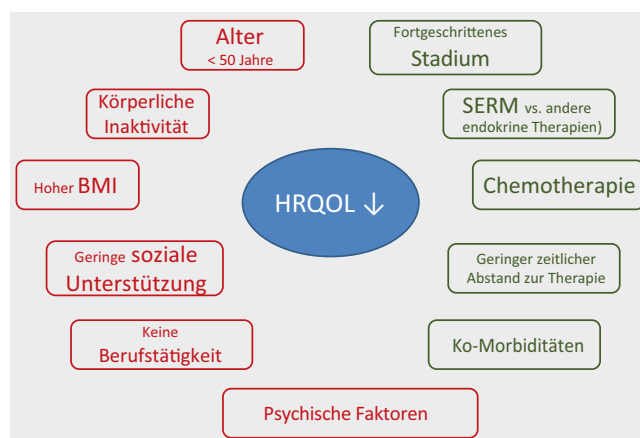 Alter
< 50 Jahre
Fortgeschrittenes
Stadium
Körperliche
Inaktivität
SERM vs. andere
endokrine Therapien)
Hoher BMI
HRQOL ↓
Chemotherapie
Geringe soziale
Unterstützung
Geringer zeitlicher
Abstand zur Therapie
Keine
Berufstätigkeit
Ko-Morbiditäten
Psychische Faktoren